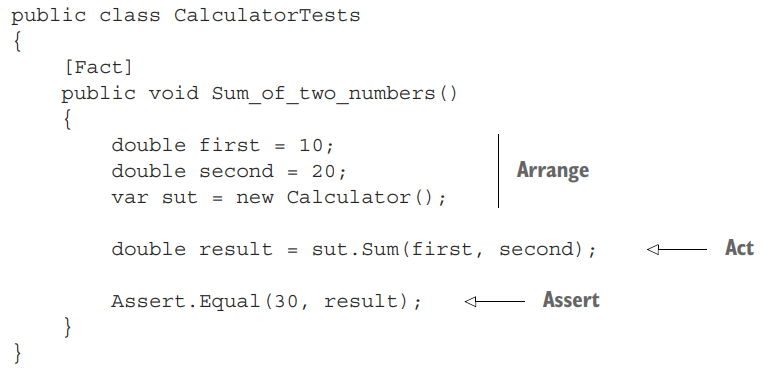 public class CalculatorTests
{
[Fact]
public void Sum_of_two_numbers()
{
double first = 10;
double second = 20;
var sut = new Calculator();
Arrange
double result = sut.Sum(first, second);
Act
Assert.Equal(30, result);
Assert
}
}